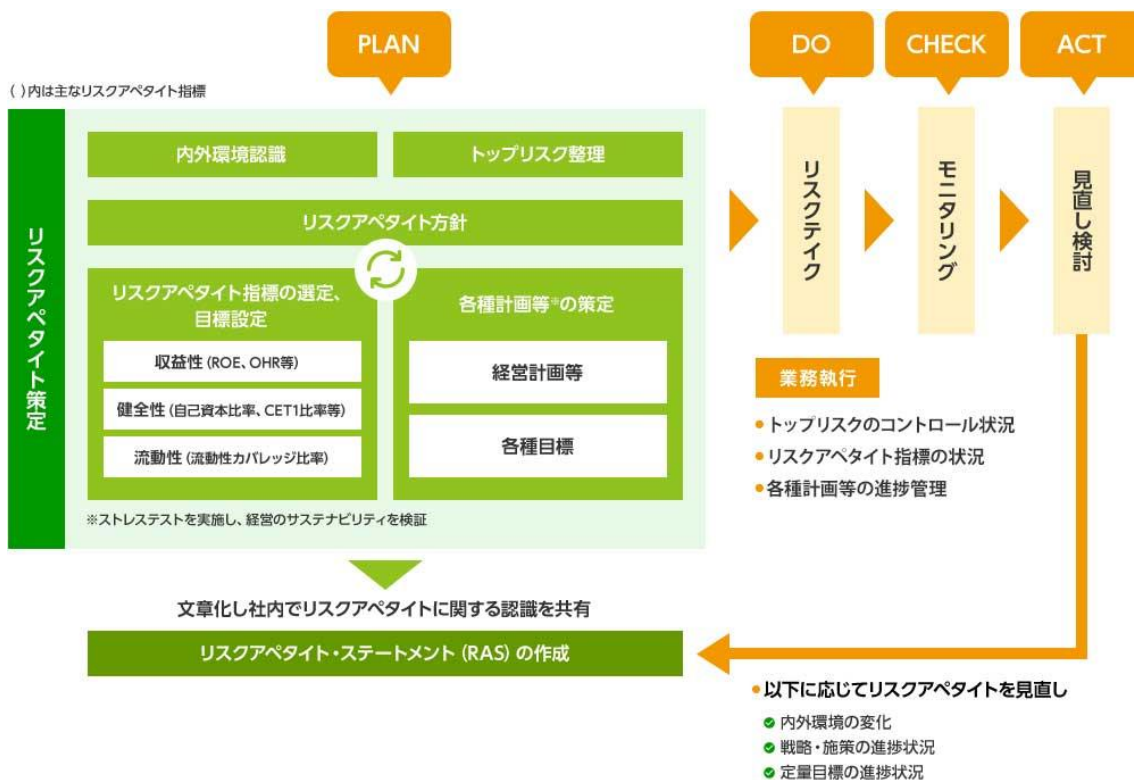 PLAN
DO
CHECK
ACT
( )内は主なリスクアペタイト指標
リスクアペタイト策定
内外環境認識
トップリスク整理
リスクアペタイト方針
リスクアペタイト指標の選定、
目標設定
収益性 (ROE、OHR等)
健全性 (自己資本比率、CET1比率等)
流動性 (流動性カバレッジ比率)
各種計画等※の策定
経営計画等
各種目標
※ストレステストを実施し、経営のサステナビリティを検証
文章化し社内でリスクアペタイトに関する認識を共有
リスクアペタイト・ステートメント (RAS) の作成
リスクテイク
モニタリング
見直し検討
業務執行
トップリスクのコントロール状況
リスクアペタイト指標の状況
各種計画等の進捗管理
以下に応じてリスクアペタイトを見直し
内外環境の変化
戦略・施策の進捗状況
定量目標の進捗状況